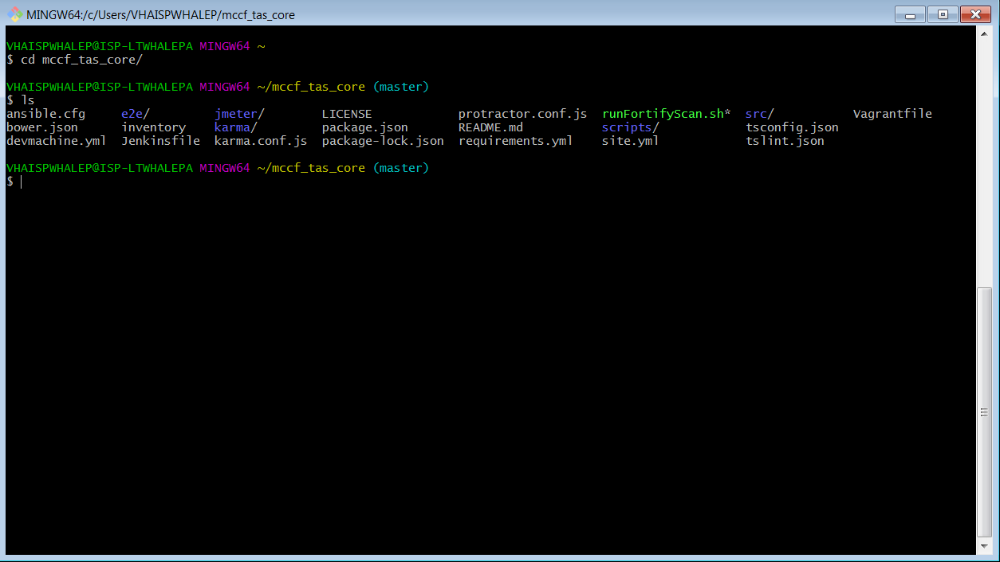 MINGW64:/c/Users/VHAISPWHALEP/mccf_tas_core
VHAISPWHALEP@ISP-LTWHALEPA MINGW64 ~
$ cd mccf_tas_core/
VHAISPWHALEP@ISP-LTWHALEPA MINGW64 ~/mccf_tas_core (master)
$ ls
ansible.cfg e2e/ jmeter/ LICENSE protractor.conf.js runFortifyScan.sh* src/ Vagrantfile
bower.json inventory karma/ package.json README.md scripts/ tsconfig.json
devmachine.yml Jenkinsfile karma.conf.js package-lock.json requirements.yml site.yml tslint.json
VHAISPWHALEP@ISP-LTWHALEPA MINGW64 ~/mccf_tas_core (master)
$